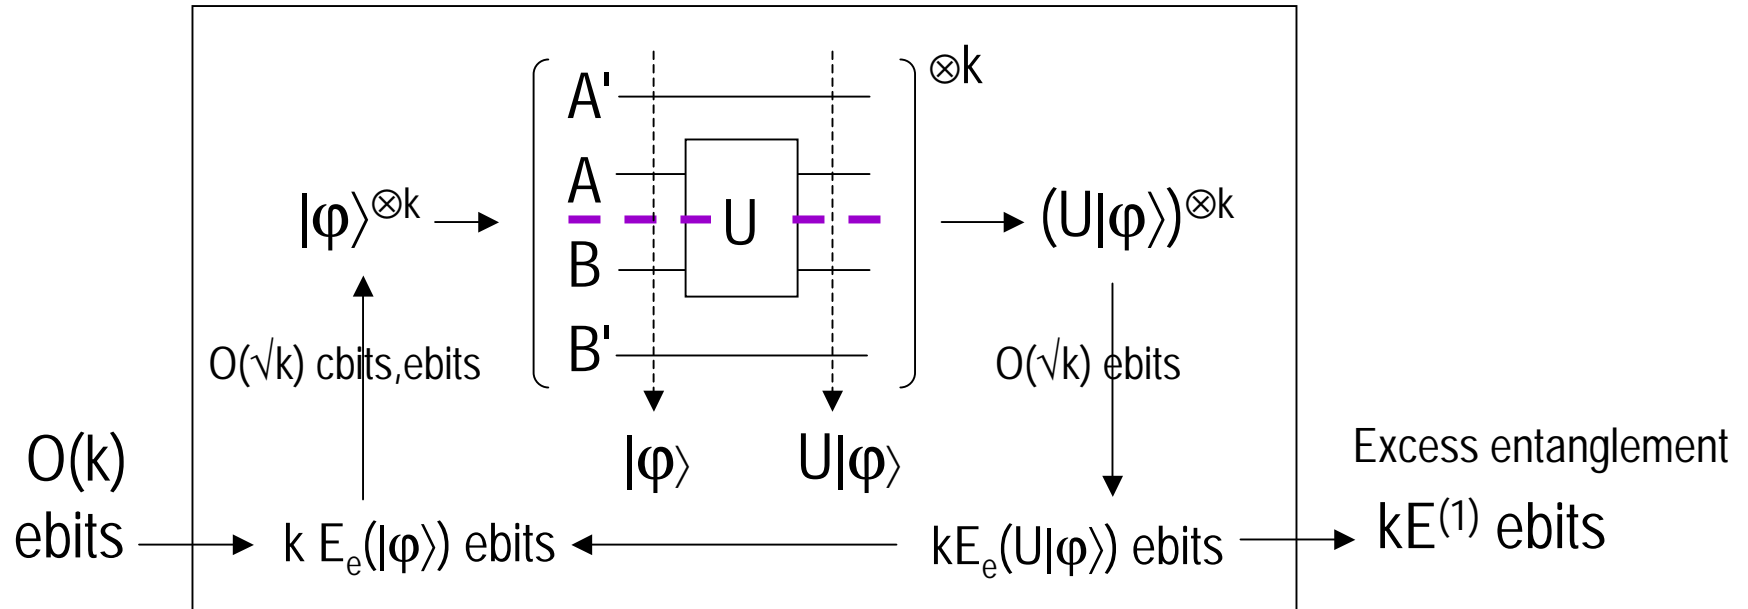 A'
A
B
B'
U
⊗k
|φ⟩⊗k
(U|φ⟩)⊗k
O(√k) cbits,ebits
O(√k) ebits
|φ⟩
U|φ⟩
O(k)
ebits
k Ee(|φ⟩) ebits
kEe(U|φ⟩) ebits
Excess entanglement
kE(1) ebits